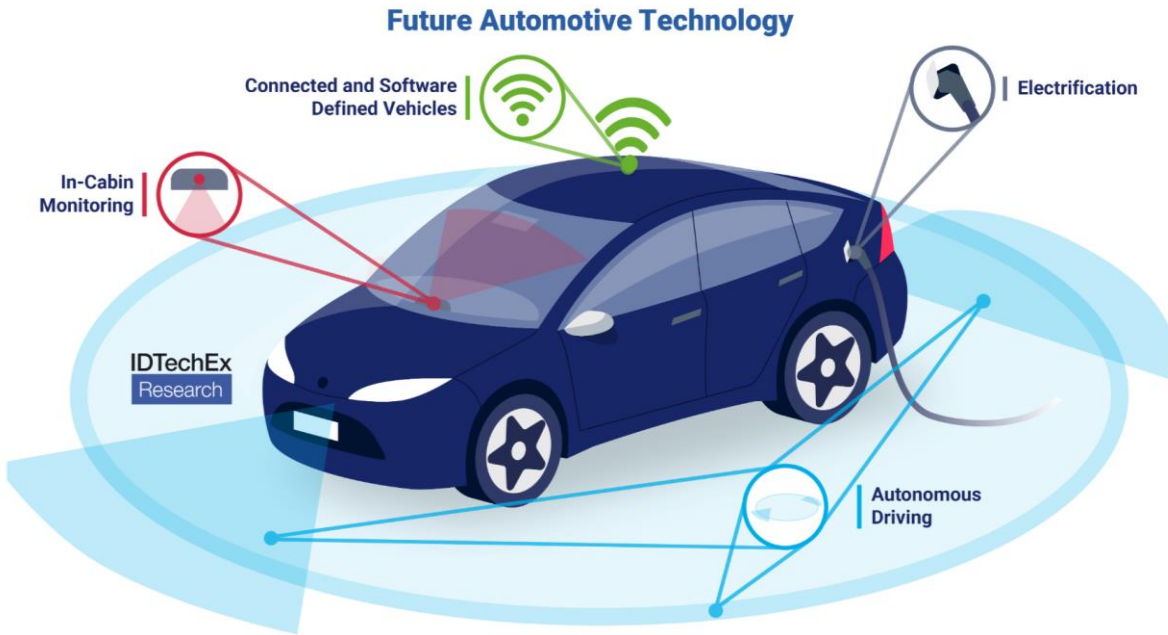 Future Automotive Technology
Connected and Software
Defined Vehicles
Electrification
In-Cabin
Monitoring
IDTechEx
Research
Autonomous
Driving